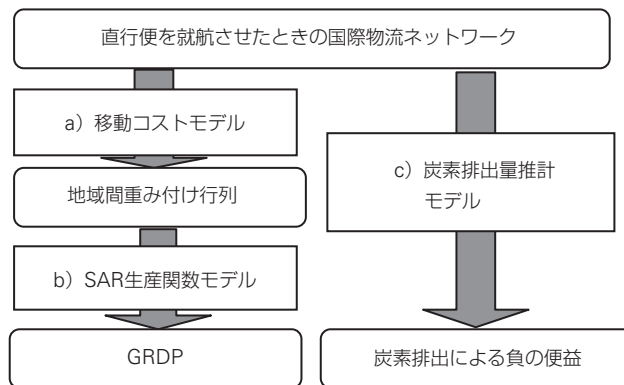 直行便を就航させたときの国際物流ネットワーク
a）移動コストモデル
地域間重み付け行列
b）SAR生産関数モデル
GRDP
c）炭素排出量推計
モデル
炭素排出による負の便益